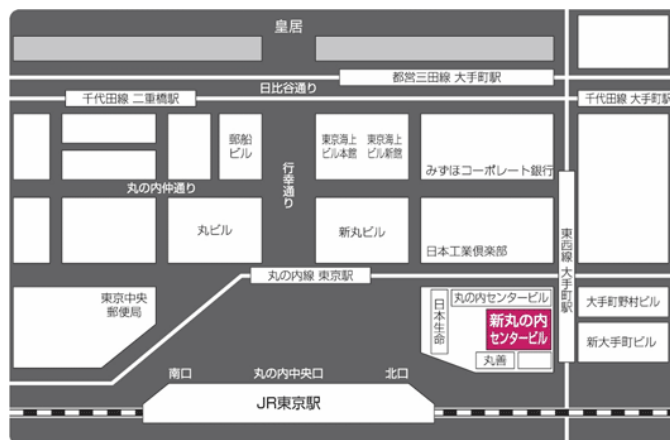 皇居
都営三田線 大手町駅
日比谷通り
千代田線 二重橋駅
千代田線 大手町駅
郵船
ビル
東京海上
ビル本館
東京海上
ビル新館
みずほコーポレート銀行
行幸通り
丸の内仲通り
丸ビル
新丸ビル
日本工業倶楽部
東西線 大手町駅
丸の内線 東京駅
東京中央
郵便局
日本生命
丸の内センタービル
新丸の内
センタービル
丸善
大手町野村ビル
新大手町ビル
南口
丸の内中央口
北口
JR東京駅